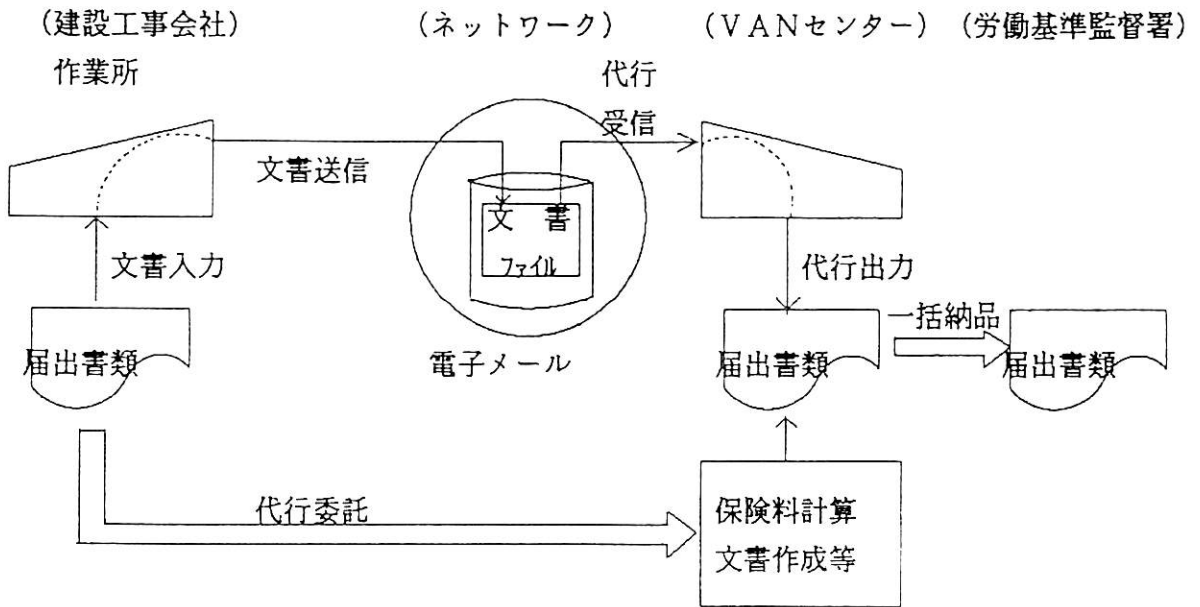 （建設工事会社）　（ネットワーク）　（ＶＡＮセンター）　（労働基準監督署）
作業所
代行
受信
文書送信
文　書
ファイル
文書入力
代行出力
一括納品
電子メール
届出書類
届出書類
届出書類
代行委託
保険料計算
文書作成等